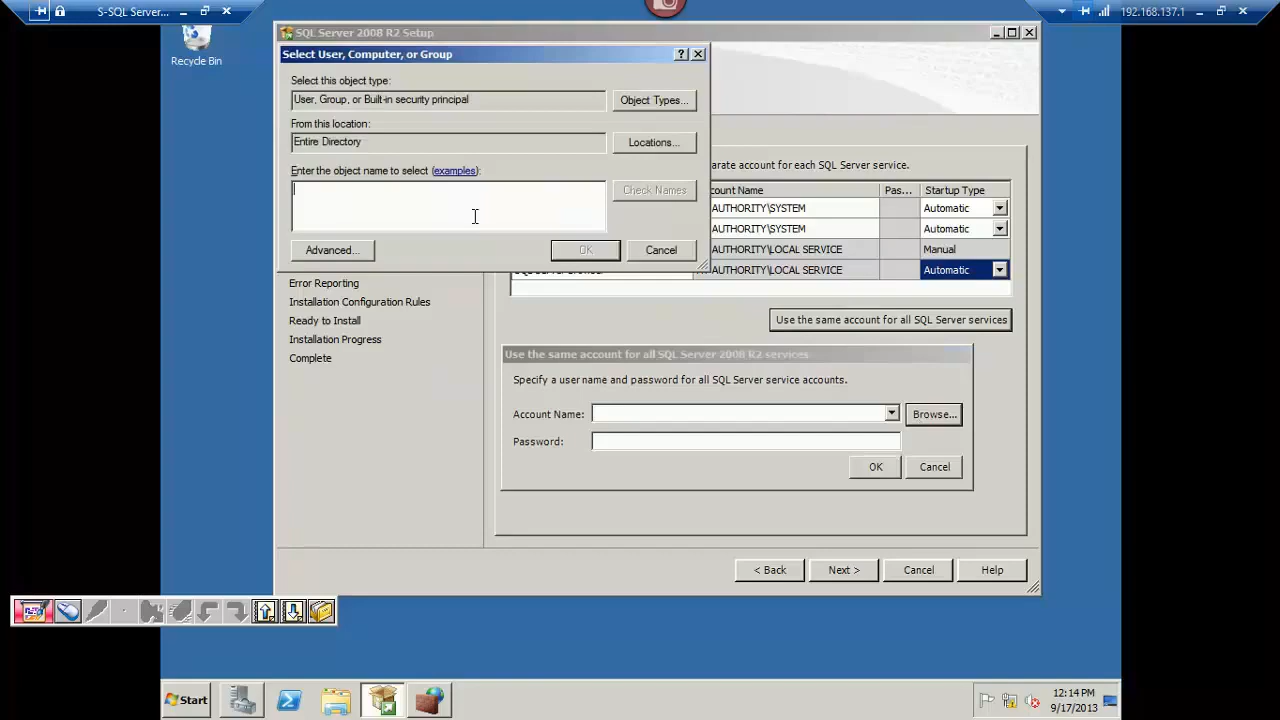 S-SQL Server...
192.168.137.1
Recycle Bin
SQL Server 2008 R2 Setup
Select User, Computer, or Group
Select this object type:
User, Group, or Built-in security principal
Object Types...
From this location:
Entire Directory
Locations...
Enter the object name to select (examples):
Check Names
Advanced...
OK
Cancel
arate account for each SQL Server service.
count Name
Pas...
Startup Type
AUTHORITY\SYSTEM
Automatic
AUTHORITY\SYSTEM
Automatic
AUTHORITY\LOCAL SERVICE
Manual
AUTHORITY\LOCAL SERVICE
Automatic
Error Reporting
Installation Configuration Rules
Ready to Install
Installation Progress
Complete
Use the same account for all SQL Server services
Use the same account for all SQL Server 2008 R2 services
Specify a user name and password for all SQL Server service accounts.
Account Name:
Browse...
Password:
OK
Cancel
< Back
Next >
Cancel
Help
Start
12:14 PM
9/17/2013